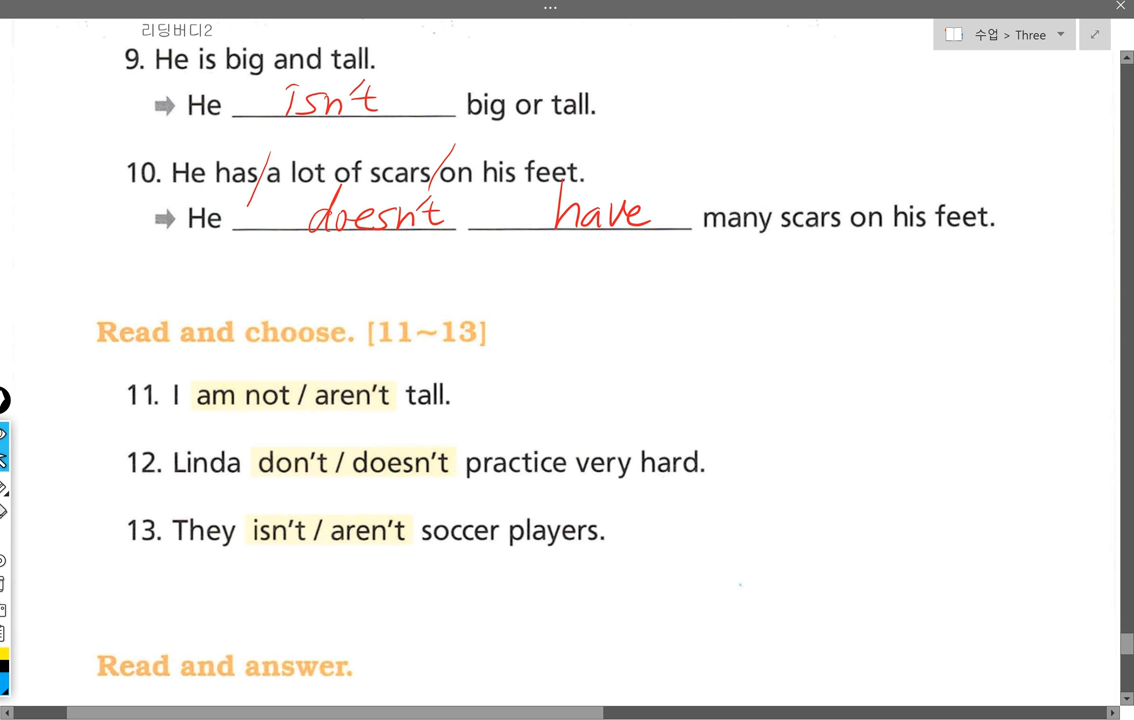 ...
리딩버디2
수업 > Three
9. He is big and tall.
He isn't big or tall.
10. He has/a lot of scars/on his feet.
He doesn't have many scars on his feet.
Read and choose. [11~13]
11. I am not / aren't tall.
12. Linda don't / doesn't practice very hard.
13. They isn't / aren't soccer players.
Read and answer.